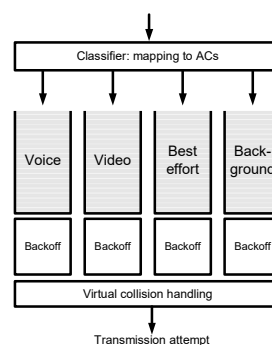 Classifier: mapping to ACs
Voice
Video
Best
effort
Back-
ground
Backoff
Backoff
Backoff
Backoff
Virtual collision handling
Transmission attempt